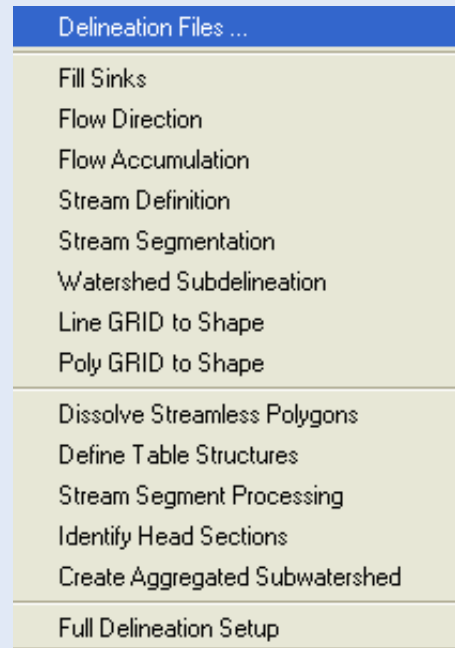 Delineation Files ...
Fill Sinks
Flow Direction
Flow Accumulation
Stream Definition
Stream Segmentation
Watershed Subdelineation
Line GRID to Shape
Poly GRID to Shape
Dissolve Streamless Polygons
Define Table Structures
Stream Segment Processing
Identify Head Sections
Create Aggregated Subwatershed
Full Delineation Setup